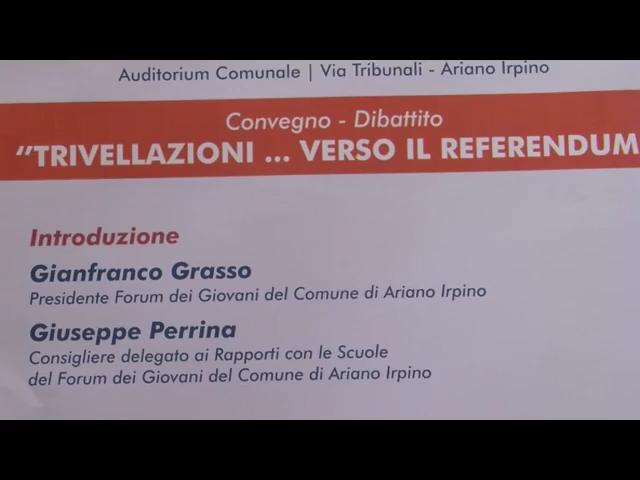 Auditorium Comunale | Via Tribunali - Ariano Irpino
Convegno - Dibattito
“TRIVELLAZIONI ... VERSO IL REFERENDUM
Introduzione
Gianfranco Grasso
Presidente Forum dei Giovani del Comune di Ariano Irpino
Giuseppe Perrina
Consigliere delegato ai Rapporti con le Scuole
del Forum dei Giovani del Comune di Ariano Irpino